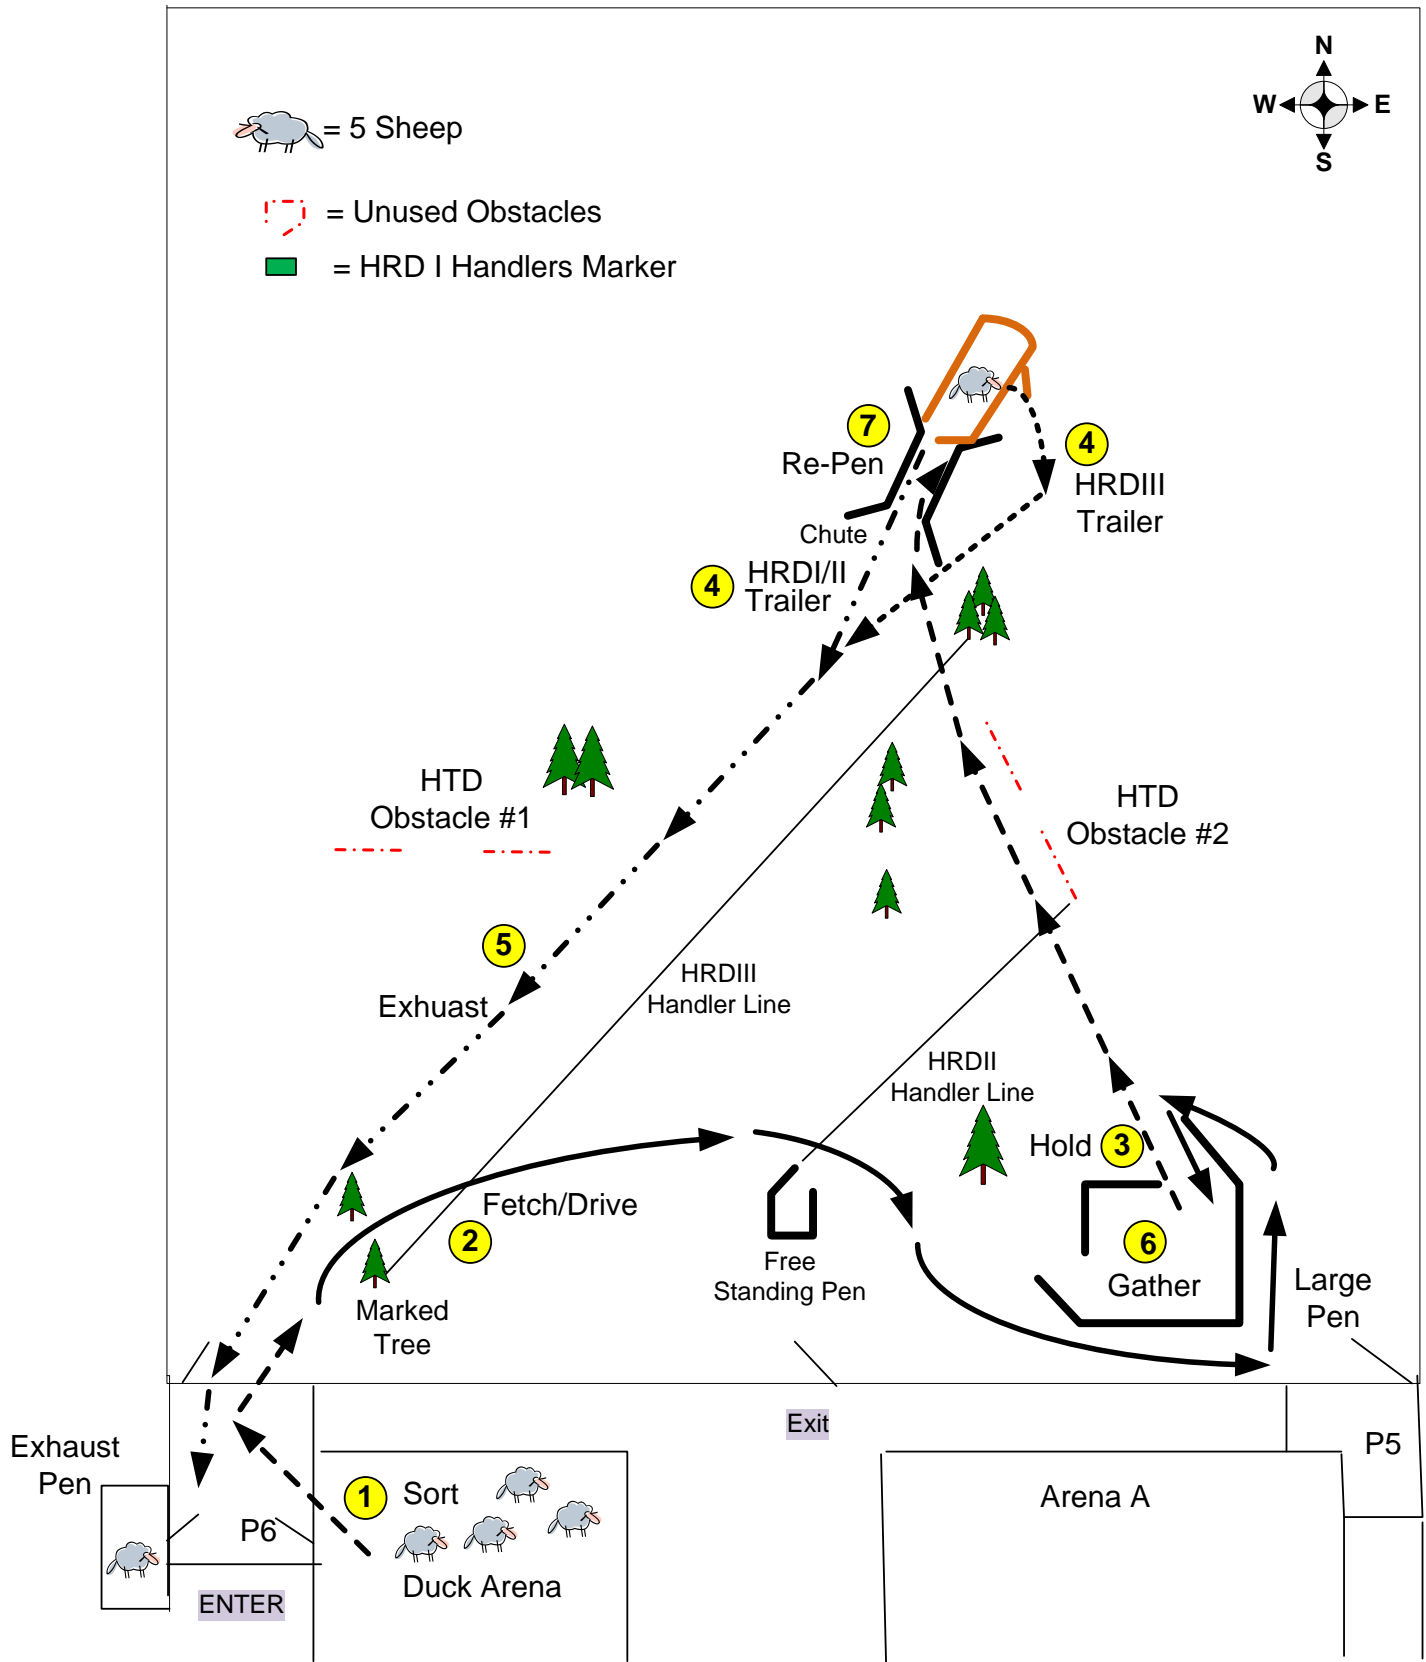 N
W E
S
= 5 Sheep
= Unused Obstacles
= HRD I Handlers Marker
7
Re-Pen
4
HRDIII
Trailer
Chute
4
HRDI/II
Trailer
HTD
Obstacle #1
HTD
Obstacle #2
5
Exhuast
HRDIII
Handler Line
HRDII
Handler Line
Hold 3
Fetch/Drive
2
6
Gather
Free
Standing Pen
Large
Pen
Marked
Tree
Exit
Exhaust
Pen
P5
1 Sort
Arena A
P6
Duck Arena
ENTER